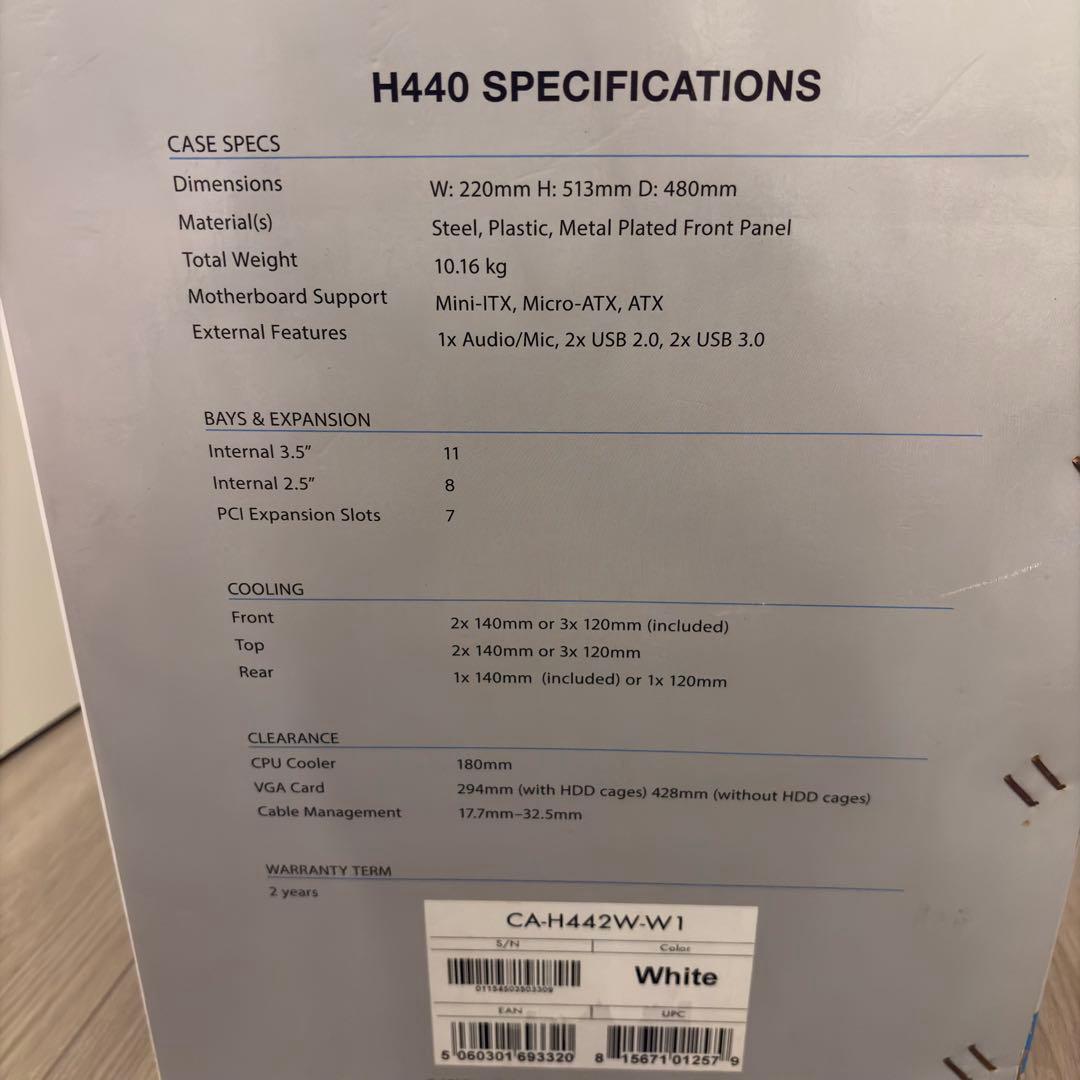 H440 SPECIFICATIONS
CASE SPECS
Dimensions W: 220mm H: 513mm D: 480mm
Material(s) Steel, Plastic, Metal Plated Front Panel
Total Weight 10.16 kg
Motherboard Support Mini-ITX, Micro-ATX, ATX
External Features 1x Audio/Mic, 2x USB 2.0, 2x USB 3.0
BAYS & EXPANSION
Internal 3.5" 11
Internal 2.5" 8
PCI Expansion Slots 7
COOLING
Front 2x 140mm or 3x 120mm (included)
Top 2x 140mm or 3x 120mm
Rear 1x 140mm (included) or 1x 120mm
CLEARANCE
CPU Cooler 180mm
VGA Card 294mm (with HDD cages) 428mm (without HDD cages)
Cable Management 17.7mm–32.5mm
WARRANTY TERM
2 years
CA-H442W-W1
S/N Color
White
EAN UPC
5 060301 693320 8 15671 01257 9